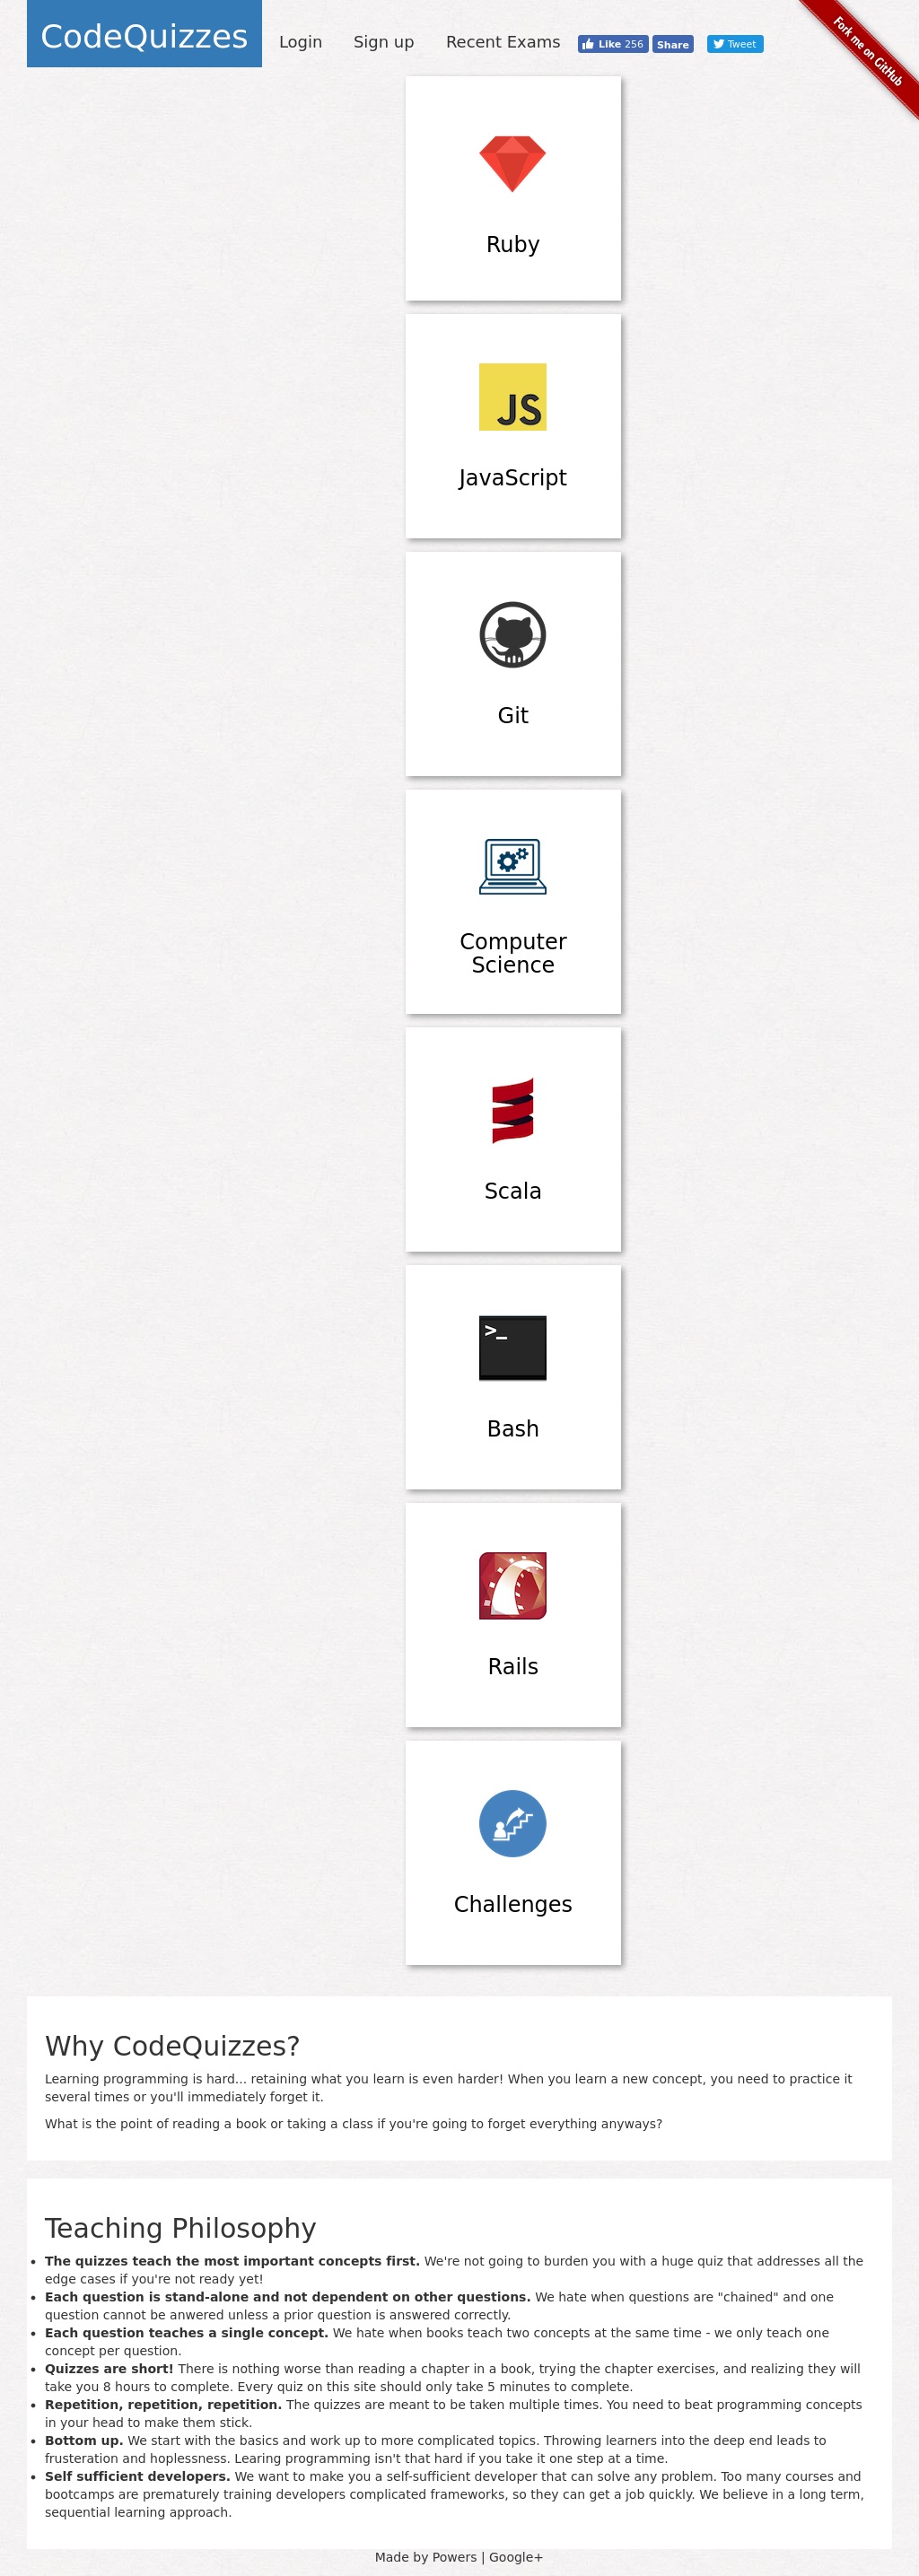 CodeQuizzes
Login
Sign up
Recent Exams
Like 256
Share
Tweet
Fork me on GitHub
Ruby
JS
JavaScript
Git
Computer
Science
Scala
>_
Bash
Rails
Challenges
Why CodeQuizzes?
Learning programming is hard... retaining what you learn is even harder! When you learn a new concept, you need to practice it
several times or you'll immediately forget it.
What is the point of reading a book or taking a class if you're going to forget everything anyways?
Teaching Philosophy
• The quizzes teach the most important concepts first. We're not going to burden you with a huge quiz that addresses all the
edge cases if you're not ready yet!
• Each question is stand-alone and not dependent on other questions. We hate when questions are "chained" and one
question cannot be anwered unless a prior question is answered correctly.
• Each question teaches a single concept. We hate when books teach two concepts at the same time - we only teach one
concept per question.
• Quizzes are short! There is nothing worse than reading a chapter in a book, trying the chapter exercises, and realizing they will
take you 8 hours to complete. Every quiz on this site should only take 5 minutes to complete.
• Repetition, repetition, repetition. The quizzes are meant to be taken multiple times. You need to beat programming concepts
in your head to make them stick.
• Bottom up. We start with the basics and work up to more complicated topics. Throwing learners into the deep end leads to
frusteration and hoplessness. Learing programming isn't that hard if you take it one step at a time.
• Self sufficient developers. We want to make you a self-sufficient developer that can solve any problem. Too many courses and
bootcamps are prematurely training developers complicated frameworks, so they can get a job quickly. We believe in a long term,
sequential learning approach.
Made by Powers | Google+